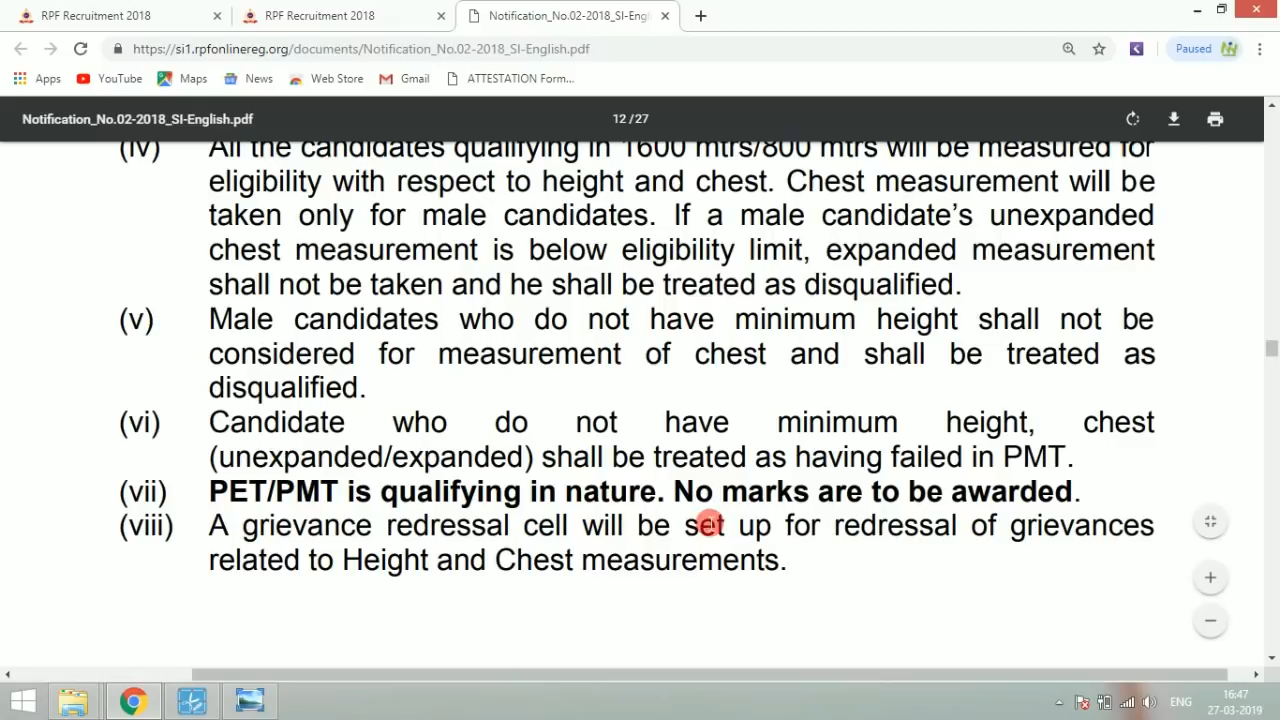 RPF Recruitment 2018
RPF Recruitment 2018
Notification_No.02-2018_SI-Engl
https://si1.rpfonlinereg.org/documents/Notification_No.02-2018_SI-English.pdf
Paused
Apps YouTube Maps News Web Store Gmail ATTESTATION Form...
Notification_No.02-2018_SI-English.pdf
12 / 27
(iv) All the candidates qualifying in 1600 mtrs/800 mtrs will be measured for
eligibility with respect to height and chest. Chest measurement will be
taken only for male candidates. If a male candidate’s unexpanded
chest measurement is below eligibility limit, expanded measurement
shall not be taken and he shall be treated as disqualified.
(v) Male candidates who do not have minimum height shall not be
considered for measurement of chest and shall be treated as
disqualified.
(vi) Candidate who do not have minimum height, chest
(unexpanded/expanded) shall be treated as having failed in PMT.
(vii) PET/PMT is qualifying in nature. No marks are to be awarded.
(viii) A grievance redressal cell will be set up for redressal of grievances
related to Height and Chest measurements.
ENG
16:47
27-03-2019